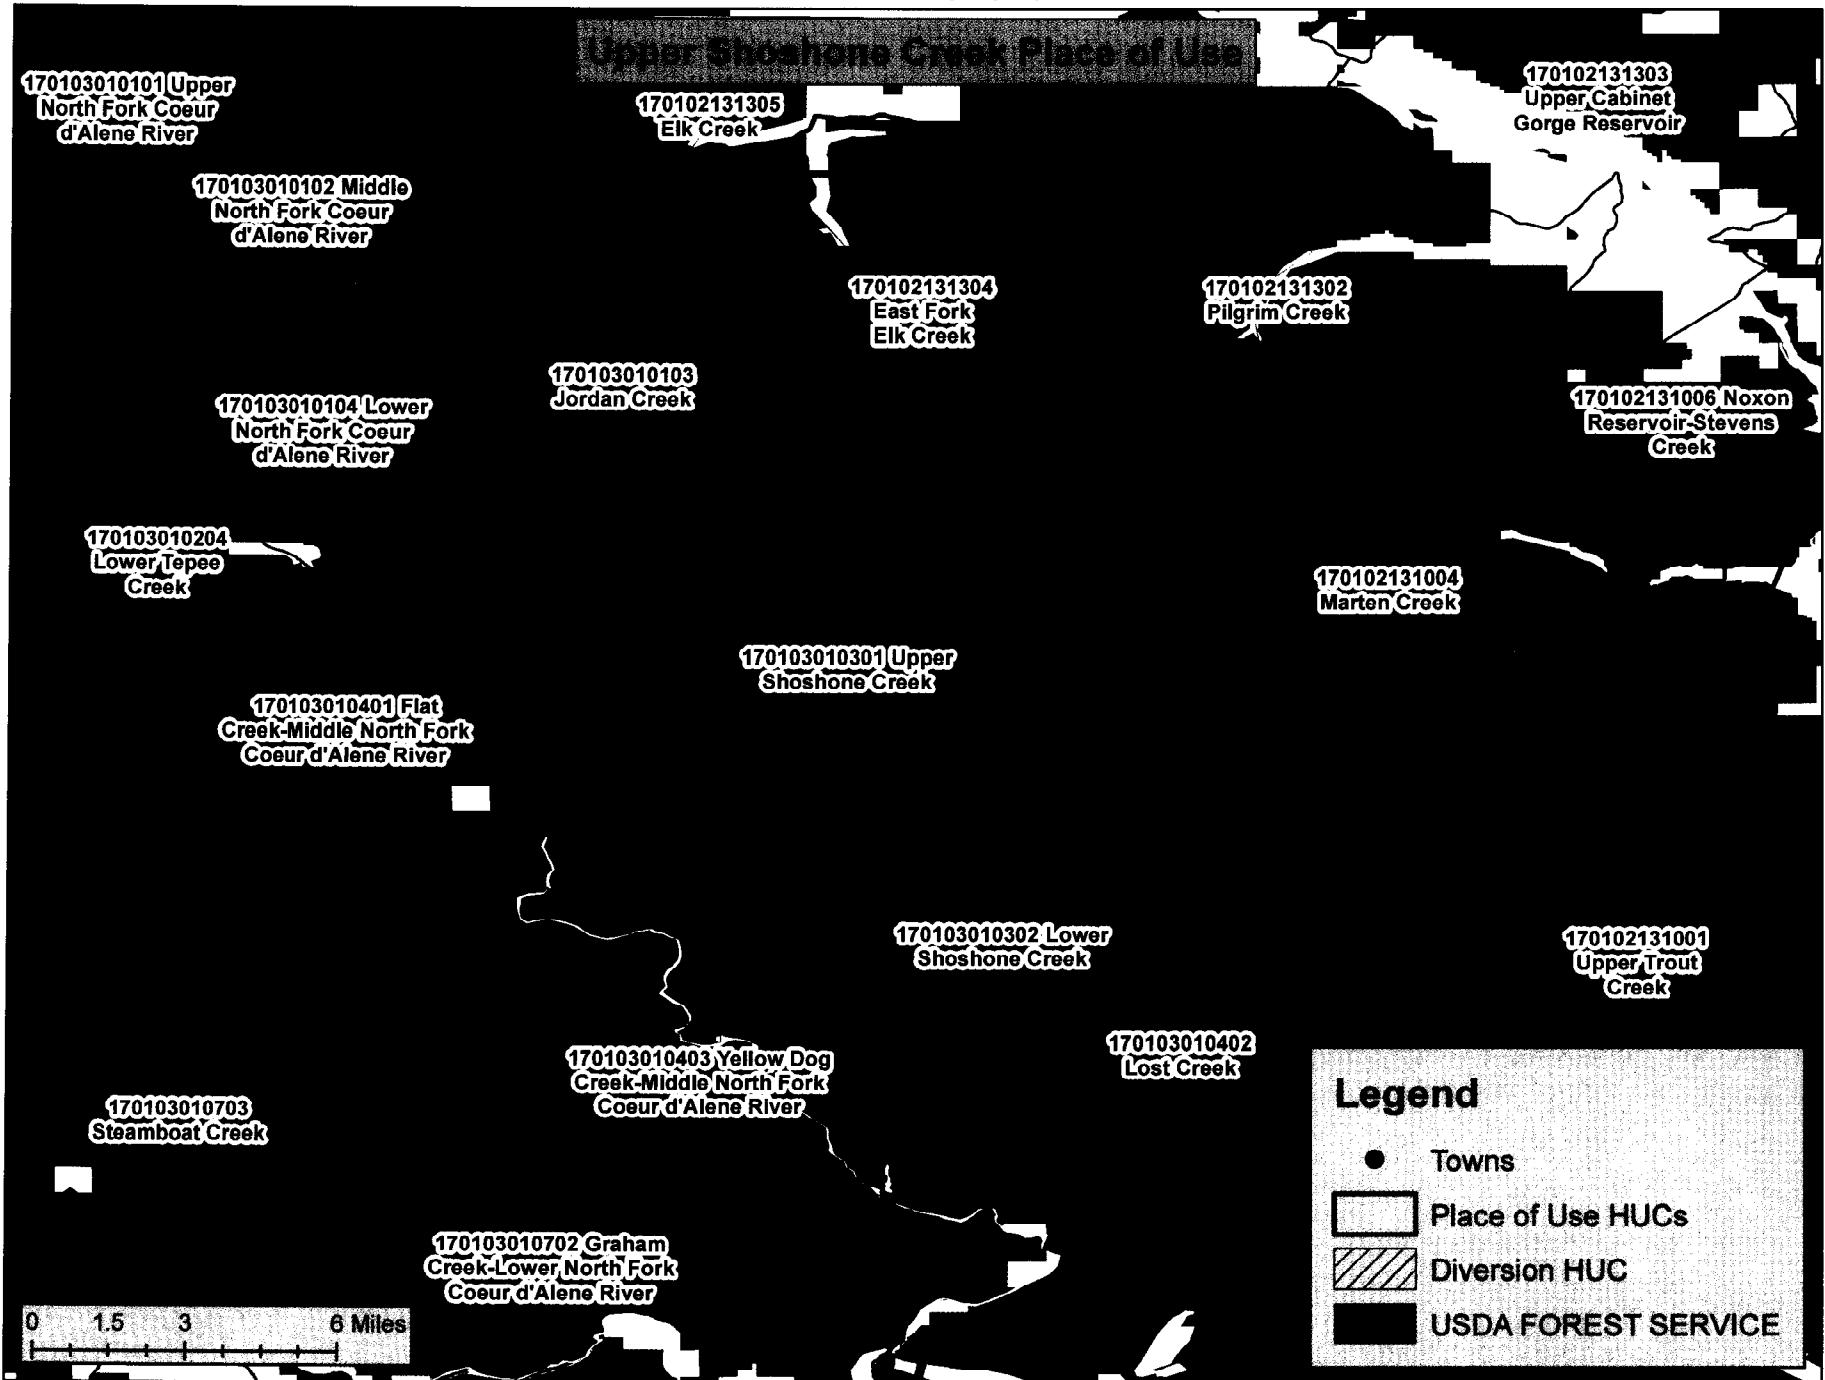 Upper Shoshone Creek Place of Use
170103010101 Upper
North Fork Coeur
d'Alene River
170102131305
Elk Creek
170102131303
Upper Cabinet
Gorge Reservoir
170103010102 Middle
North Fork Coeur
d'Alene River
170102131304
East Fork
Elk Creek
170102131302
Pilgrim Creek
170103010103
Jordan Creek
170103010104 Lower
North Fork Coeur
d'Alene River
170102131006 Noxon
Reservoir-Stevens
Creek
170103010204
Lower Tepee
Creek
170102131004
Marten Creek
170103010301 Upper
Shoshone Creek
170103010401 Flat
Creek-Middle North Fork
Coeur d'Alene River
170103010302 Lower
Shoshone Creek
170102131001
Upper Trout
Creek
170103010403 Yellow Dog
Creek-Middle North Fork
Coeur d'Alene River
170103010402
Lost Creek
170103010703
Steamboat Creek
170103010702 Graham
Creek-Lower North Fork
Coeur d'Alene River
Legend
Towns
Place of Use HUCs
Diversion HUC
USDA FOREST SERVICE
0 1.5 3 6 Miles